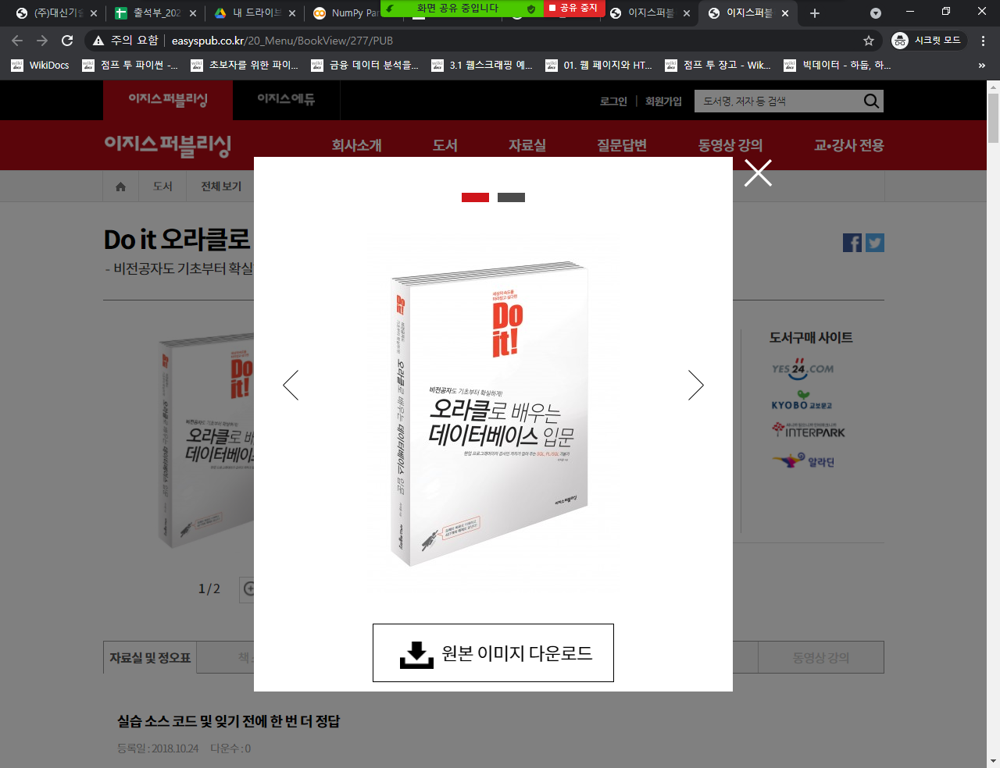 (주)대신기술
출석부_202
내 드라이브
NumPy Par
화면 공유 중입니다
공유 중지
이지스퍼블
이지스퍼블
주의 요함
easyspub.co.kr/20_Menu/BookView/277/PUB
시크릿 모드
WikiDocs
점프 투 파이썬 -...
초보자를 위한 파이...
금융 데이터 분석을...
3.1 웹스크래핑 예...
01. 웹 페이지와 HT...
점프 투 장고 - Wik...
빅데이터 - 하둡, 하...
»
이지스퍼블리싱
이지스에듀
로그인
회원가입
도서명, 저자 등 검색
이지스퍼블리싱
회사소개
도서
자료실
질문답변
동영상 강의
교•강사 전용
도서
전체 보기
Do it 오라클로
- 비전공자도 기초부터 확실
Do it!
비전공자도 기초부터 확실하게!
오라클로 배우는
데이터베이스 입문
이지스퍼블리싱
오라클로 배우는 데이터베이스 입문
Do it!
오라클로 배
데이터베이스
도서구매 사이트
YES24.COM
KYOBO 교보문고
INTERPARK
알라딘
1 / 2
원본 이미지 다운로드
자료실 및 정오표
책
동영상 강의
실습 소스 코드 및 잊기 전에 한 번 더 정답
등록일 : 2018.10.24
다운수 : 0